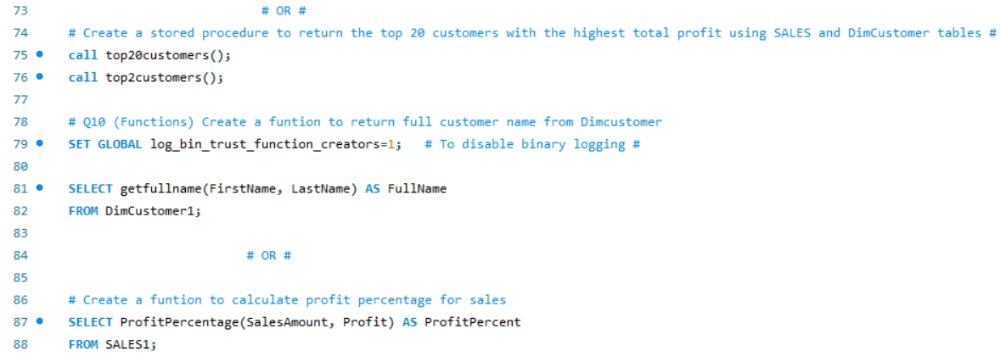 73 # OR #
74 # Create a stored procedure to return the top 20 customers with the highest total profit using SALES and DimCustomer tables #
75 call top20customers();
76 call top2customers();
77
78 # Q10 (Functions) Create a funtion to return full customer name from Dimcustomer
79 SET GLOBAL log_bin_trust_function_creators=1; # To disable binary logging #
80
81 SELECT getfullname(FirstName, LastName) AS FullName
82 FROM DimCustomer1;
83
84 # OR #
85
86 # Create a funtion to calculate profit percentage for sales
87 SELECT ProfitPercentage(SalesAmount, Profit) AS ProfitPercent
88 FROM SALES1;